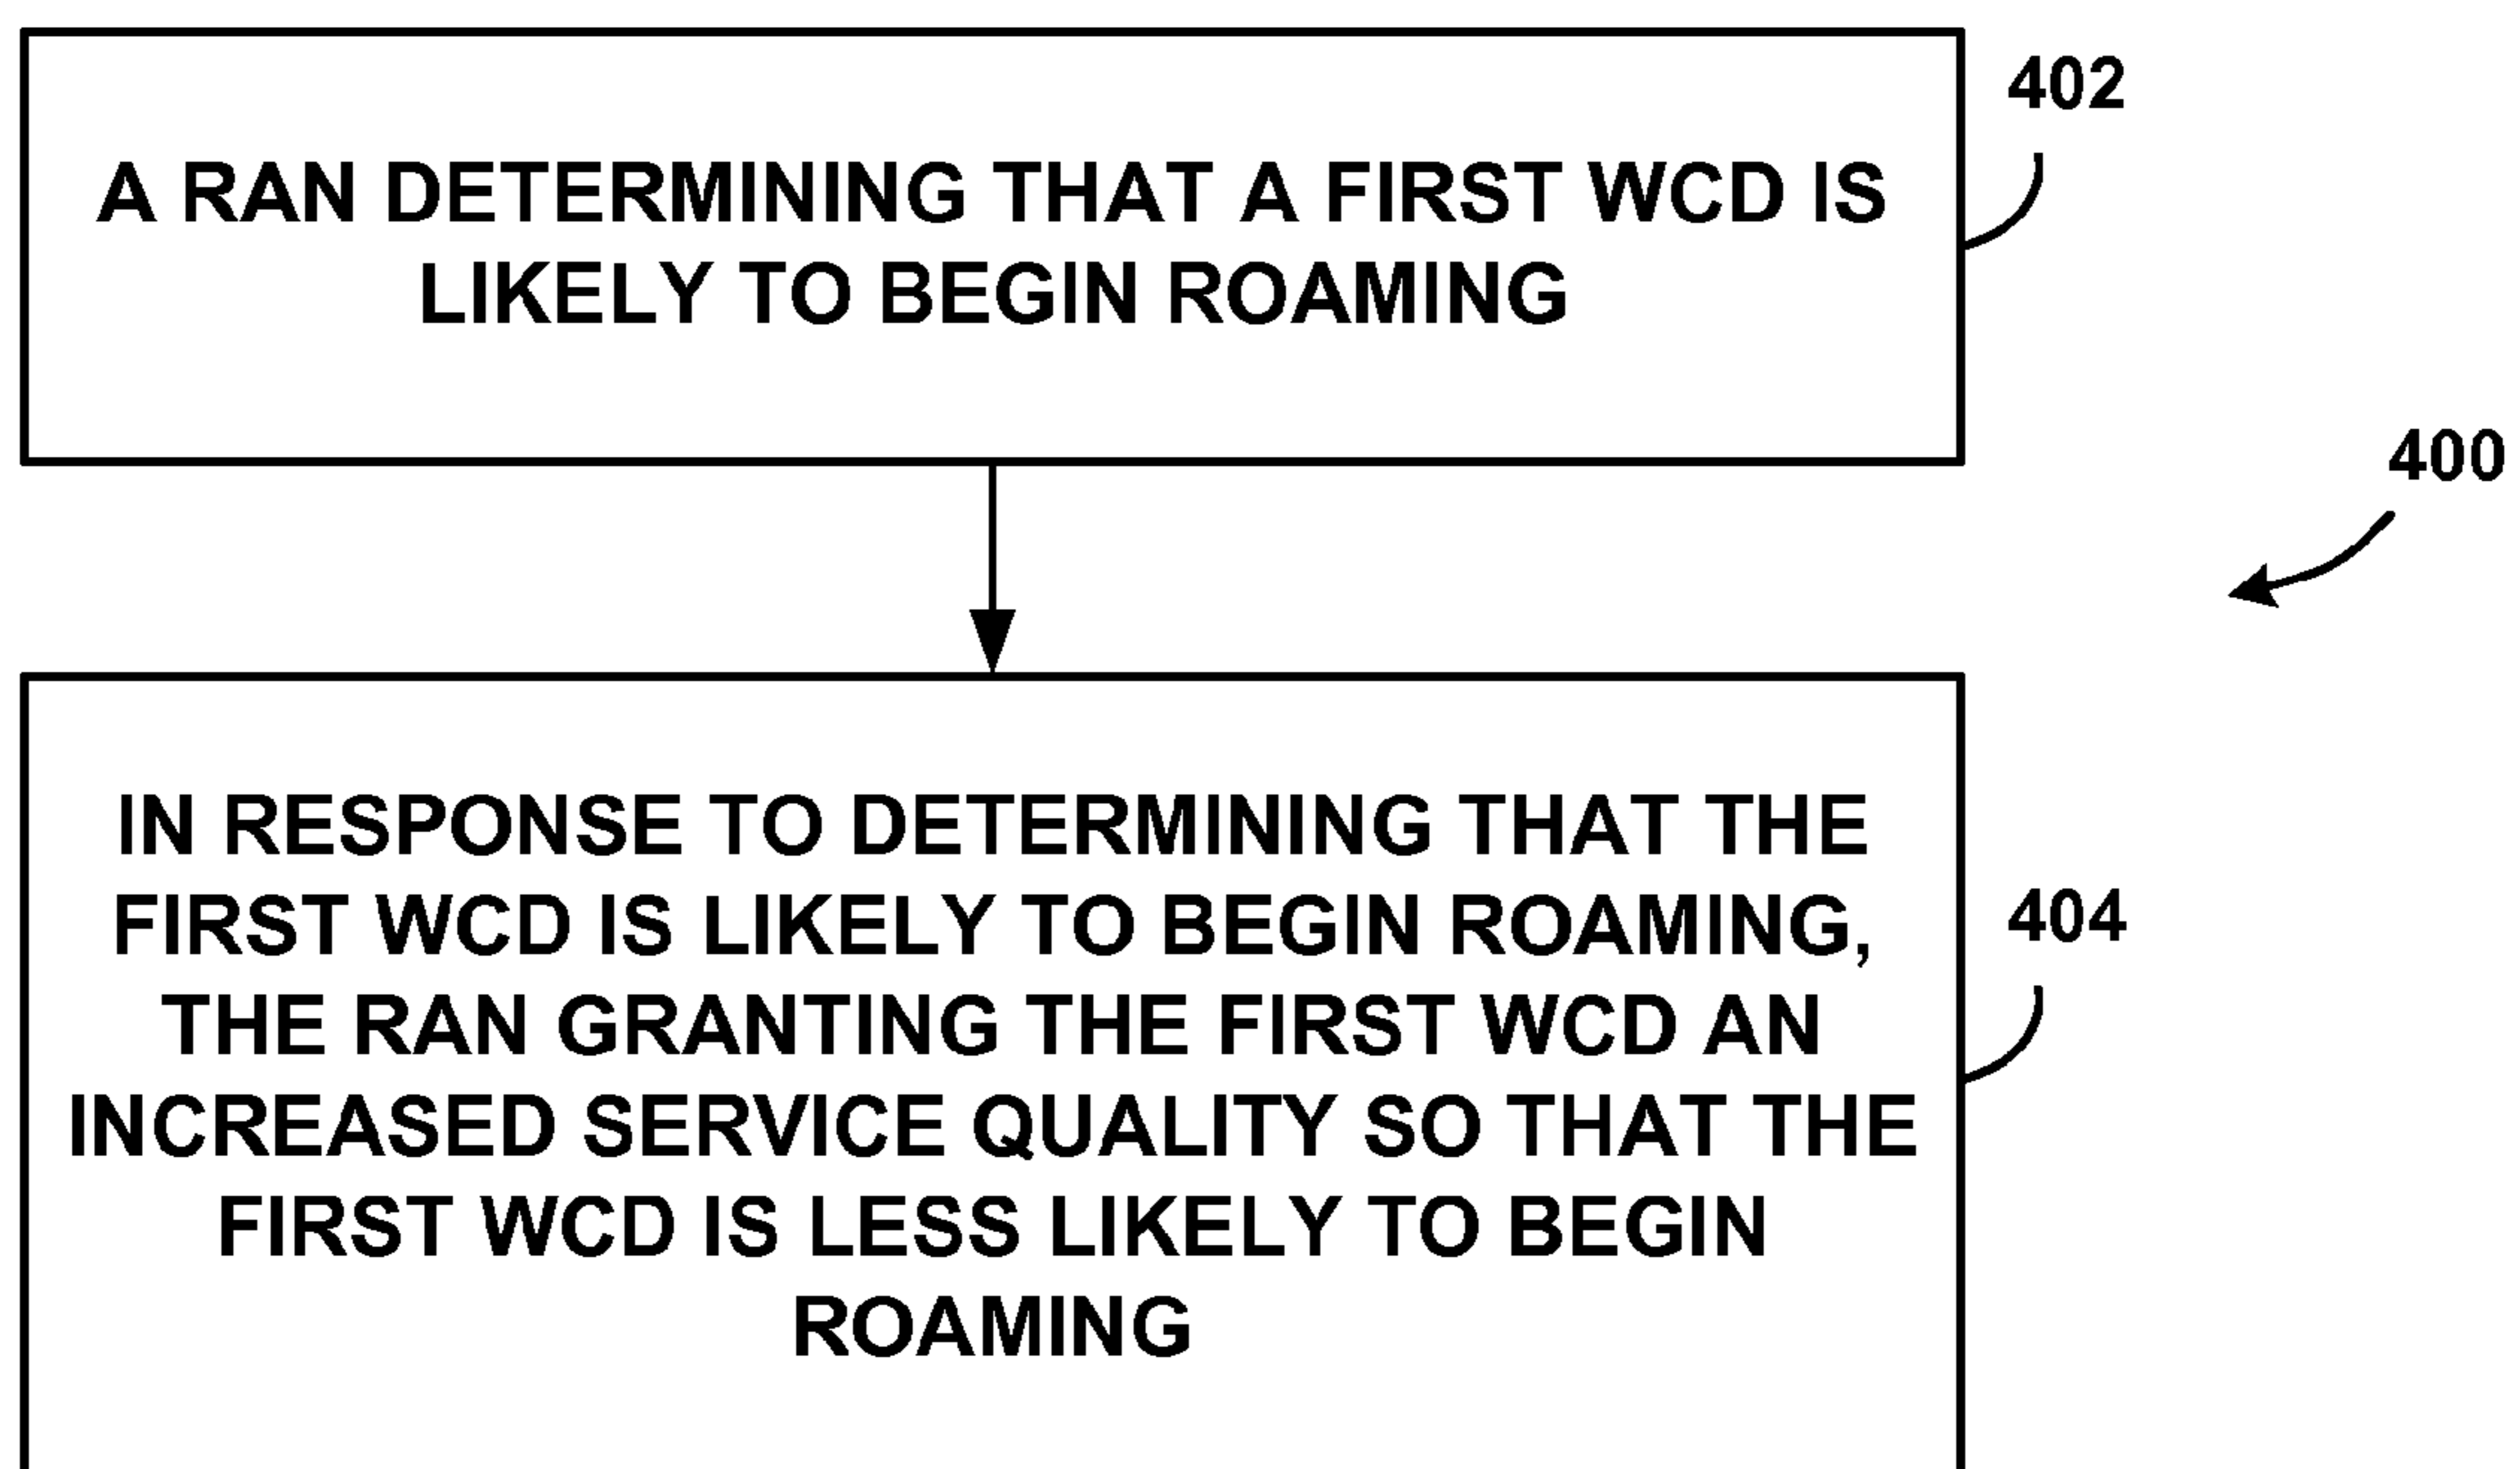 402
A RAN DETERMINING THAT A FIRST WCD IS
LIKELY TO BEGIN ROAMING
400
IN RESPONSE TO DETERMINING THAT THE
FIRST WCD IS LIKELY TO BEGIN ROAMING,
404
THE RAN GRANTING THE FIRST WCD AN
INCREASED SERVICE QUALITY SO THAT THE
FIRST WCD IS LESS LIKELY TO BEGIN
ROAMING